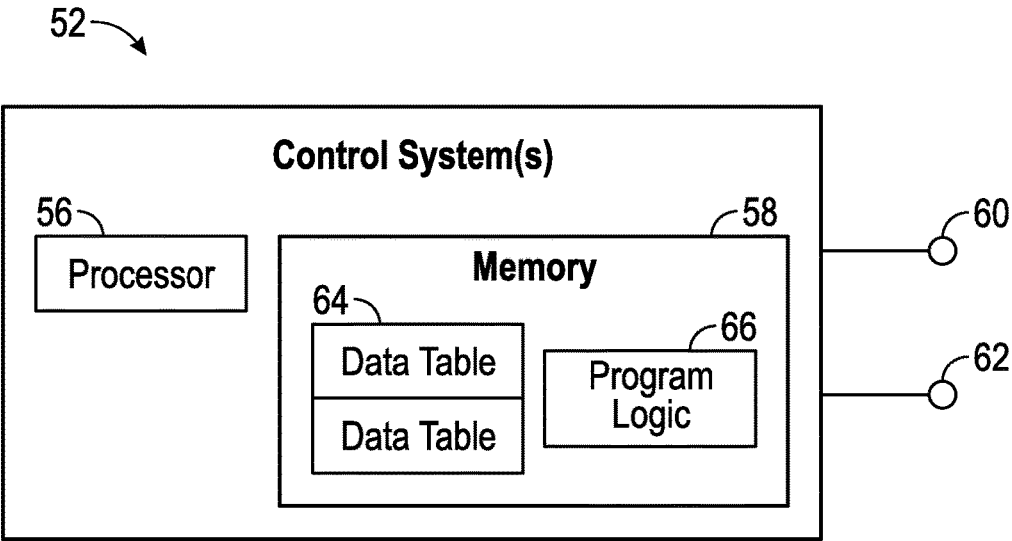 52
Control System(s)
56
58
60
Processor
Memory
64
66
Data Table
Program
Logic
62
Data Table